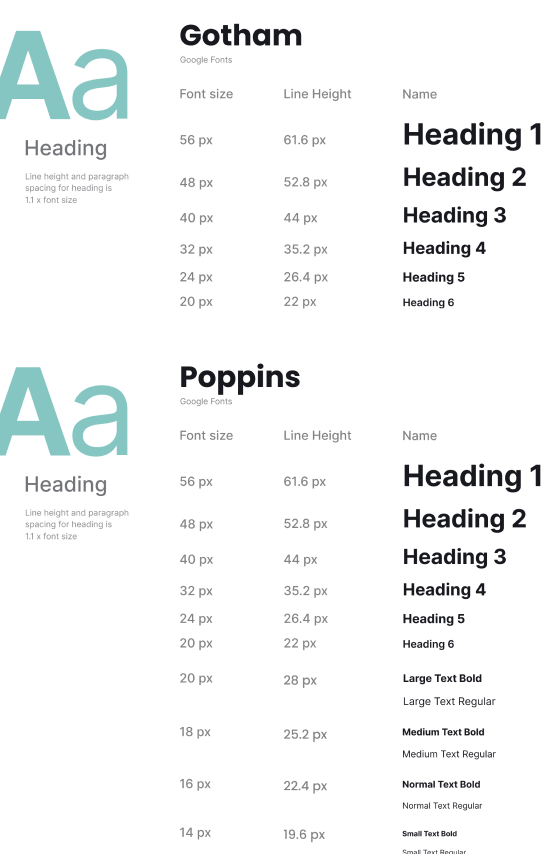 Aa
Heading
Line height and paragraph
spacing for heading is
1.1 x font size
Gotham
Google Fonts
Font size Line Height Name
56 px 61.6 px Heading 1
48 px 52.8 px Heading 2
40 px 44 px Heading 3
32 px 35.2 px Heading 4
24 px 26.4 px Heading 5
20 px 22 px Heading 6
Aa
Heading
Line height and paragraph
spacing for heading is
1.1 x font size
Poppins
Google Fonts
Font size Line Height Name
56 px 61.6 px Heading 1
48 px 52.8 px Heading 2
40 px 44 px Heading 3
32 px 35.2 px Heading 4
24 px 26.4 px Heading 5
20 px 22 px Heading 6
20 px 28 px Large Text Bold
Large Text Regular
18 px 25.2 px Medium Text Bold
Medium Text Regular
16 px 22.4 px Normal Text Bold
Normal Text Regular
14 px 19.6 px Small Text Bold
Small Text Regular